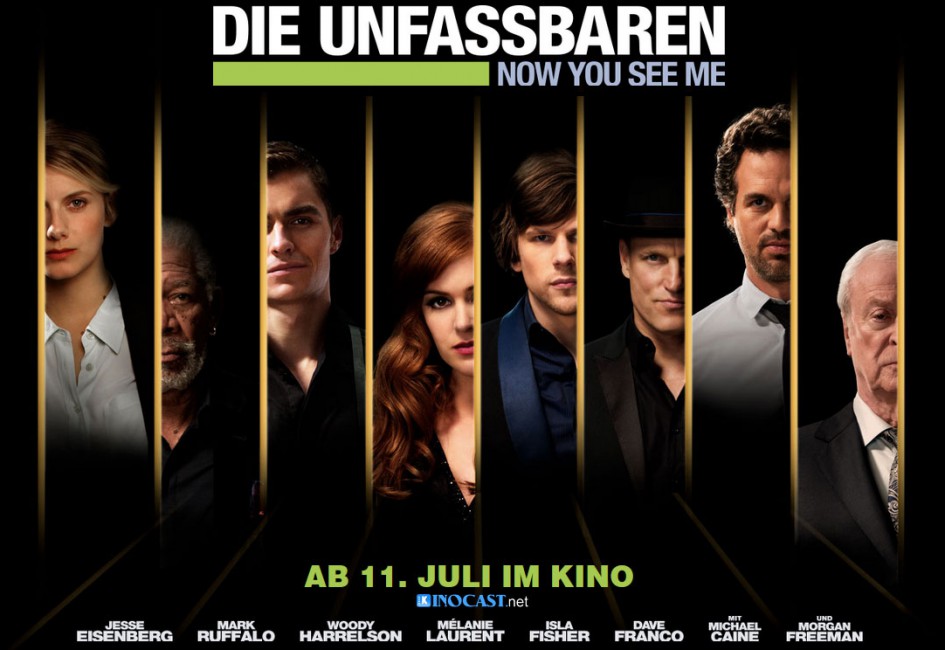 DIE UNFASSBAREN
NOW YOU SEE ME
AB 11. JULI IM KINO
KINOCAST.net
JESSE EISENBERG
MARK RUFFALO
WOODY HARRELSON
MÉLANIE LAURENT
ISLA FISHER
DAVE FRANCO
MIT MICHAEL CAINE
UND MORGAN FREEMAN